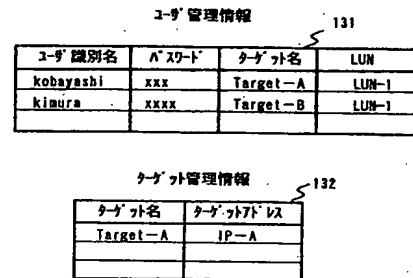 ユーザ管理情報
131
ユーザ識別名 パスワード ターゲット名 LUN
kobayashi xxx Target-A LUN-1
kimura xxxx Target-B LUN-1
ターゲット管理情報
132
ターゲット名 ターゲットアドレス
Target-A IP-A